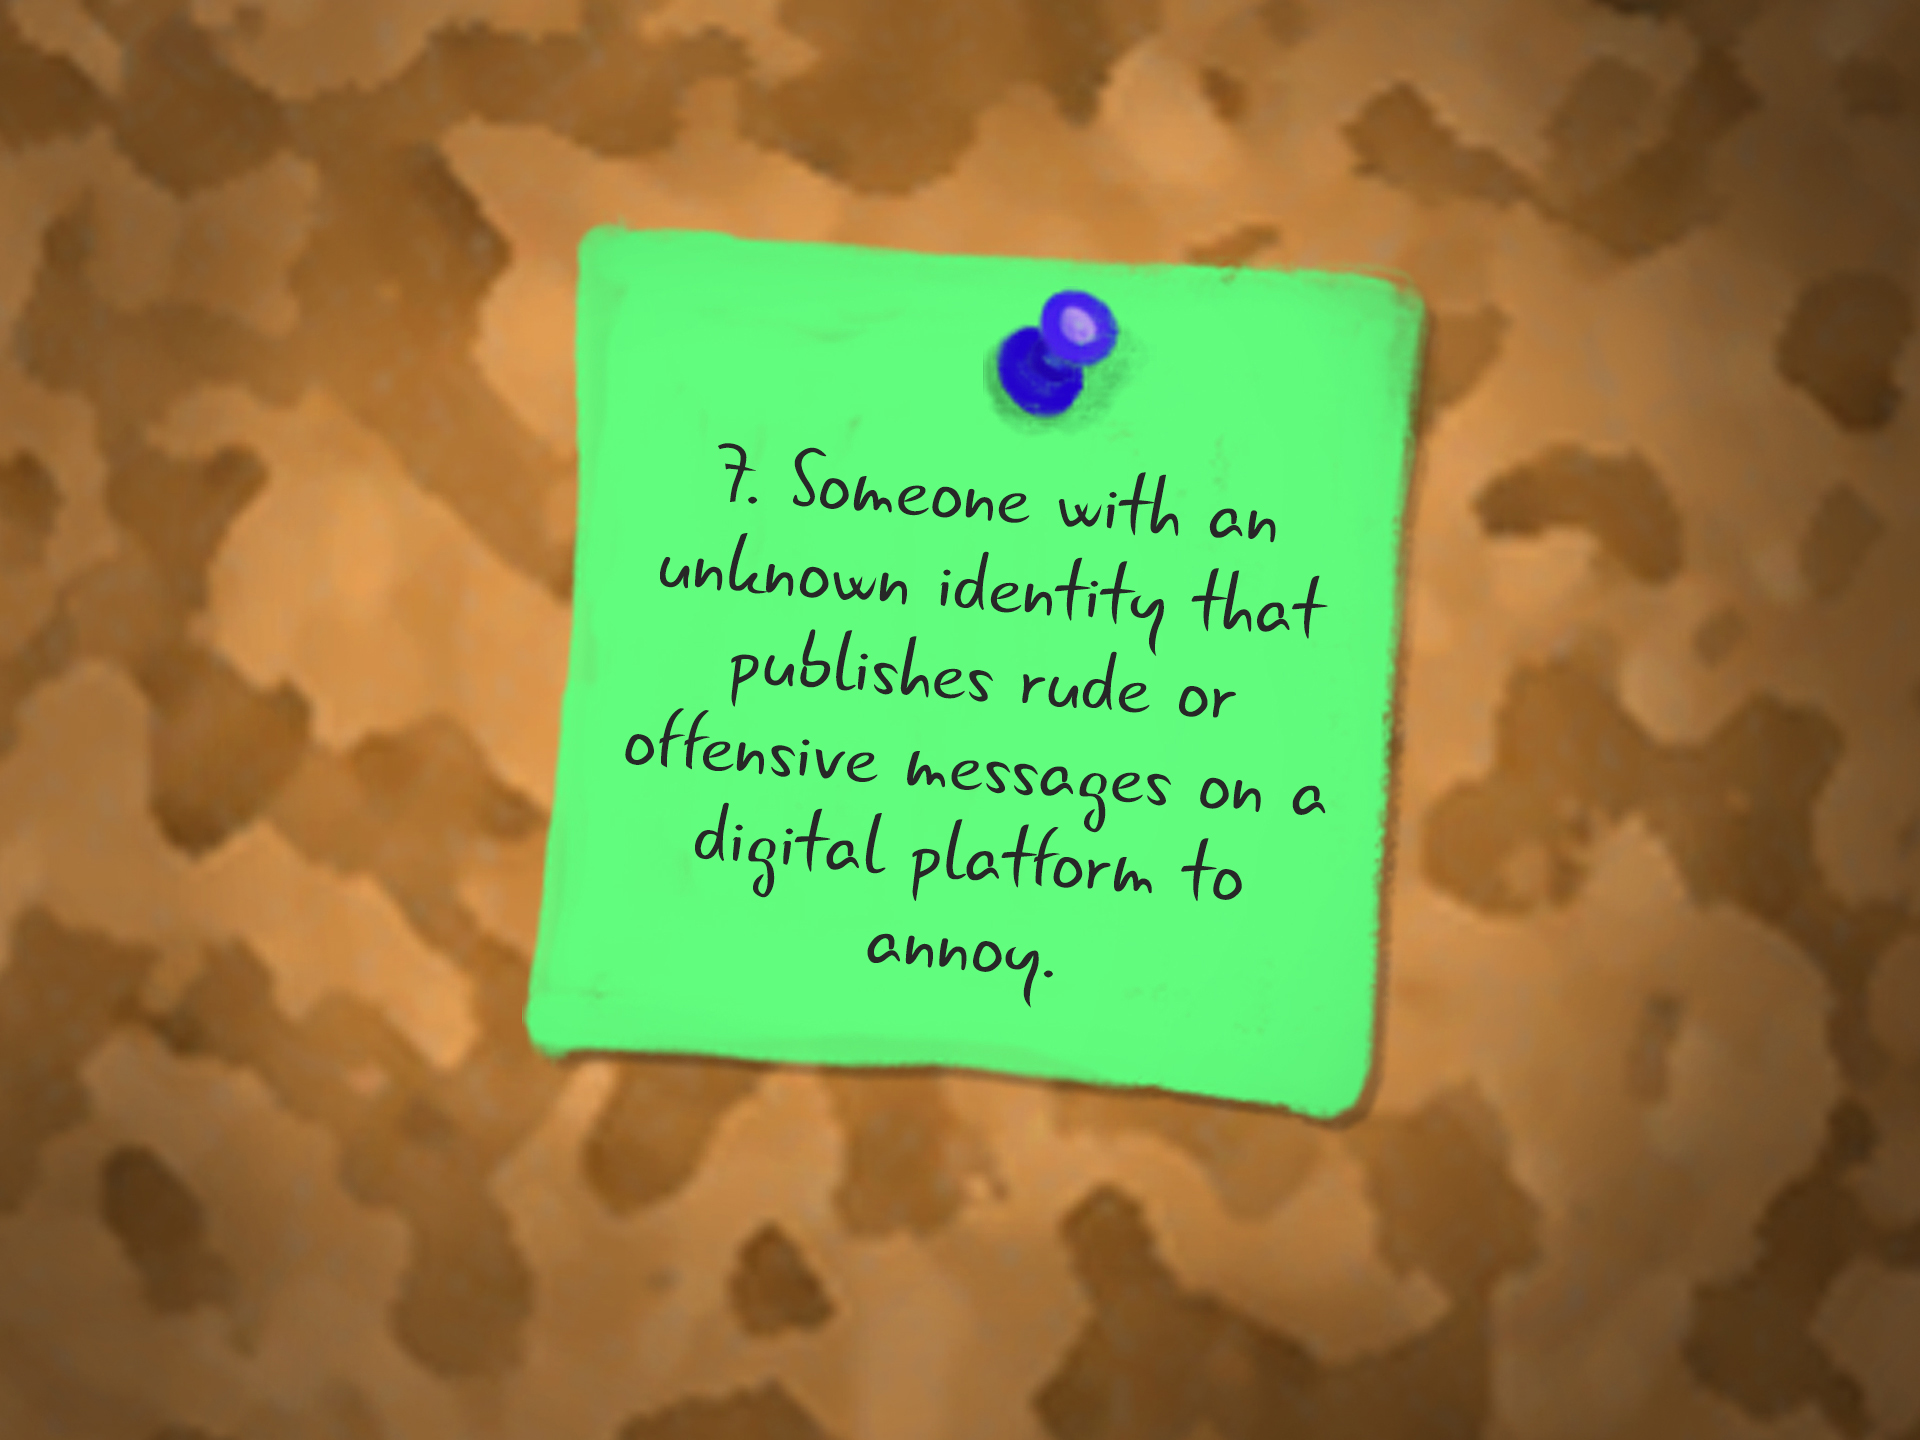 7. Someone with an
unknown identity that
publishes rude or
offensive messages on a
digital platform to
annoy.